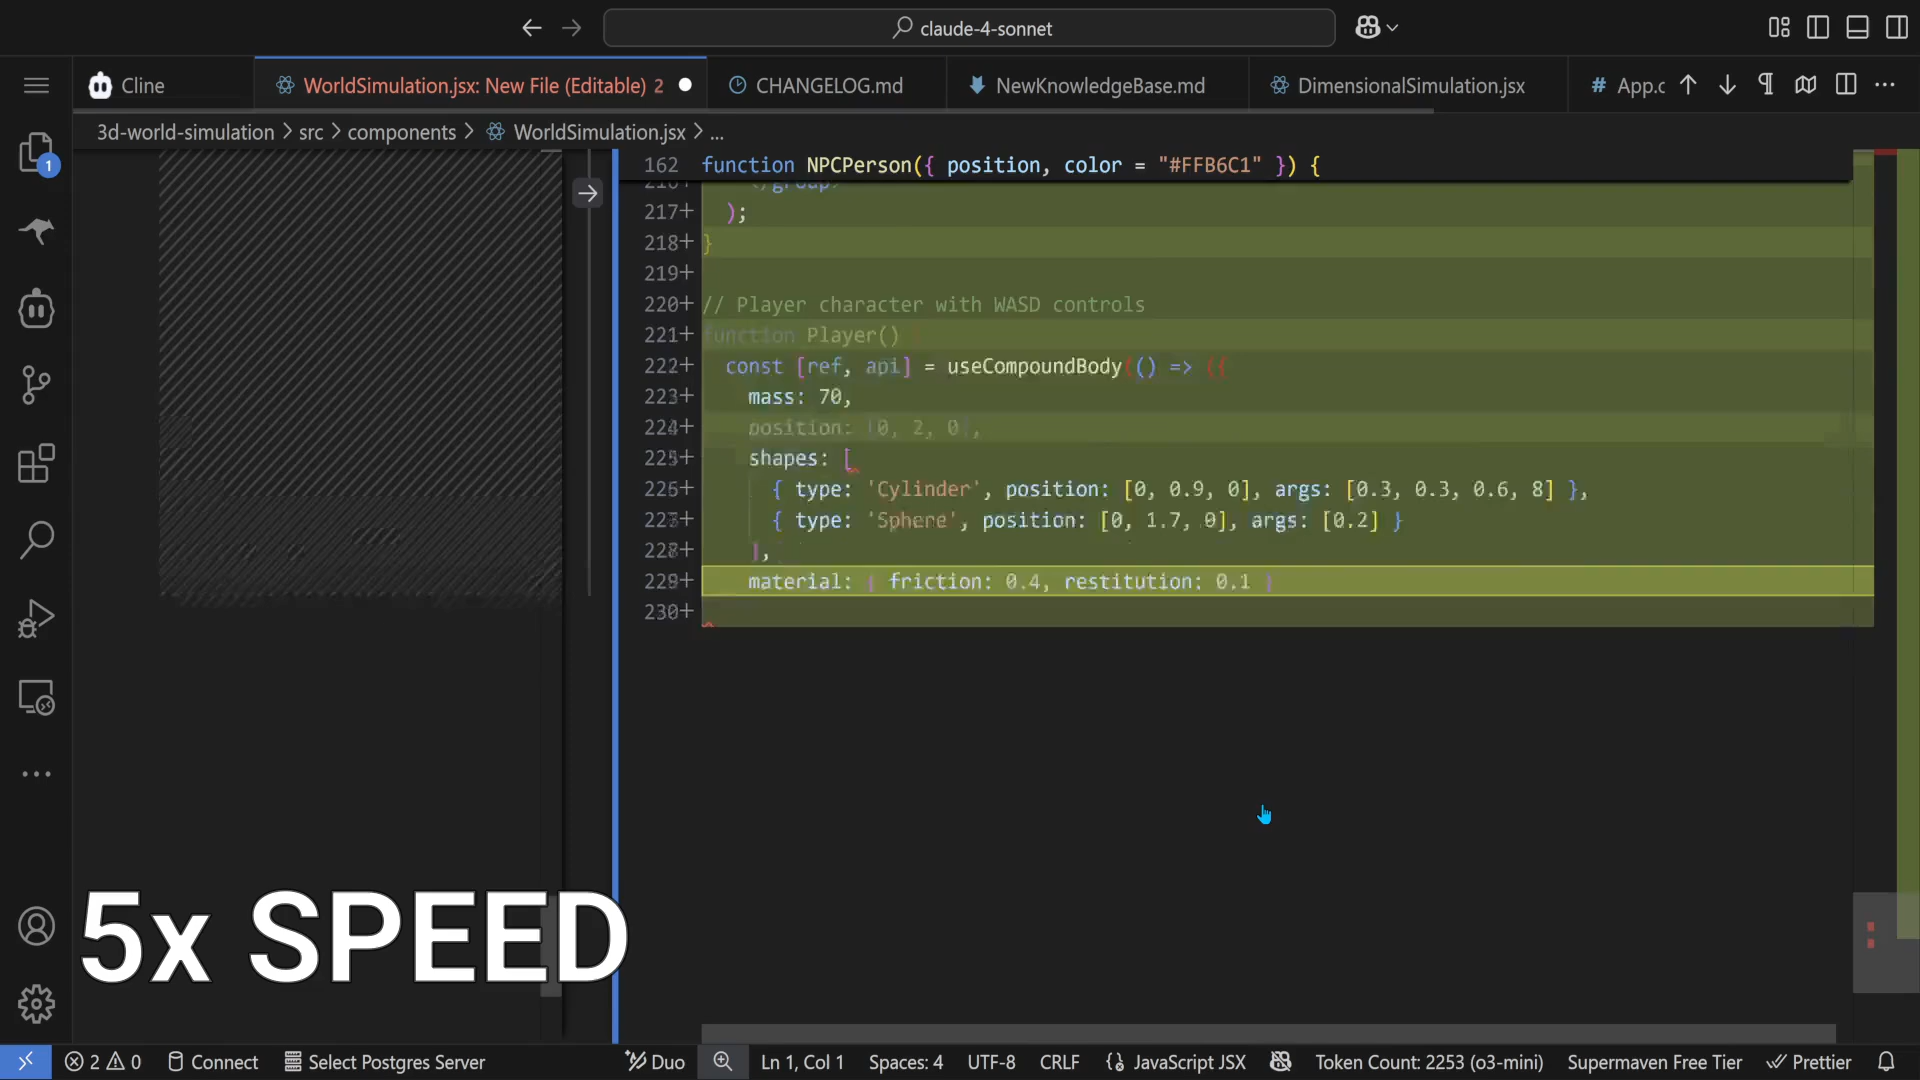 claude-4-sonnet
Cline
WorldSimulation.jsx: New File (Editable) 2
CHANGELOG.md
NewKnowledgeBase.md
DimensionalSimulation.jsx
# App.c
3d-world-simulation > src > components > WorldSimulation.jsx > ...
1
162 function NPCPerson({ position, color = "#FFB6C1" }) {
216+ </group>
217+ );
218+ }
219+
220+ // Player character with WASD controls
221+ function Player()
222+ const [ref, api] = useCompoundBody(() => ({
223+ mass: 70,
224+ position: [0, 2, 0],
225+ shapes: [
226+ { type: 'Cylinder', position: [0, 0.9, 0], args: [0.3, 0.3, 0.6, 8] },
227+ { type: 'Sphere', position: [0, 1.7, 0], args: [0.2] }
228+ ],
229+ material: { friction: 0.4, restitution: 0.1 }
230+
5x SPEED
2 0 Connect Select Postgres Server Duo Ln 1, Col 1 Spaces: 4 UTF-8 CRLF JavaScript JSX Token Count: 2253 (o3-mini) Supermaven Free Tier Prettier